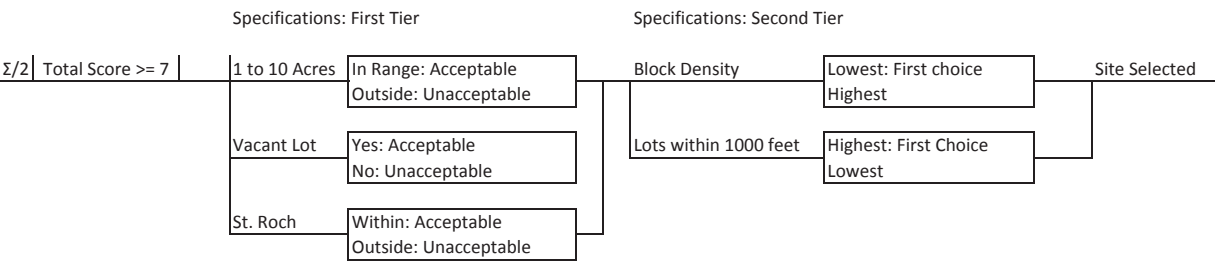 Specifications: First Tier
Specifications: Second Tier
Σ/2 Total Score >= 7
1 to 10 Acres
In Range: Acceptable
Outside: Unacceptable
Vacant Lot
Yes: Acceptable
No: Unacceptable
St. Roch
Within: Acceptable
Outside: Unacceptable
Block Density
Lowest: First choice
Highest
Lots within 1000 feet
Highest: First Choice
Lowest
Site Selected